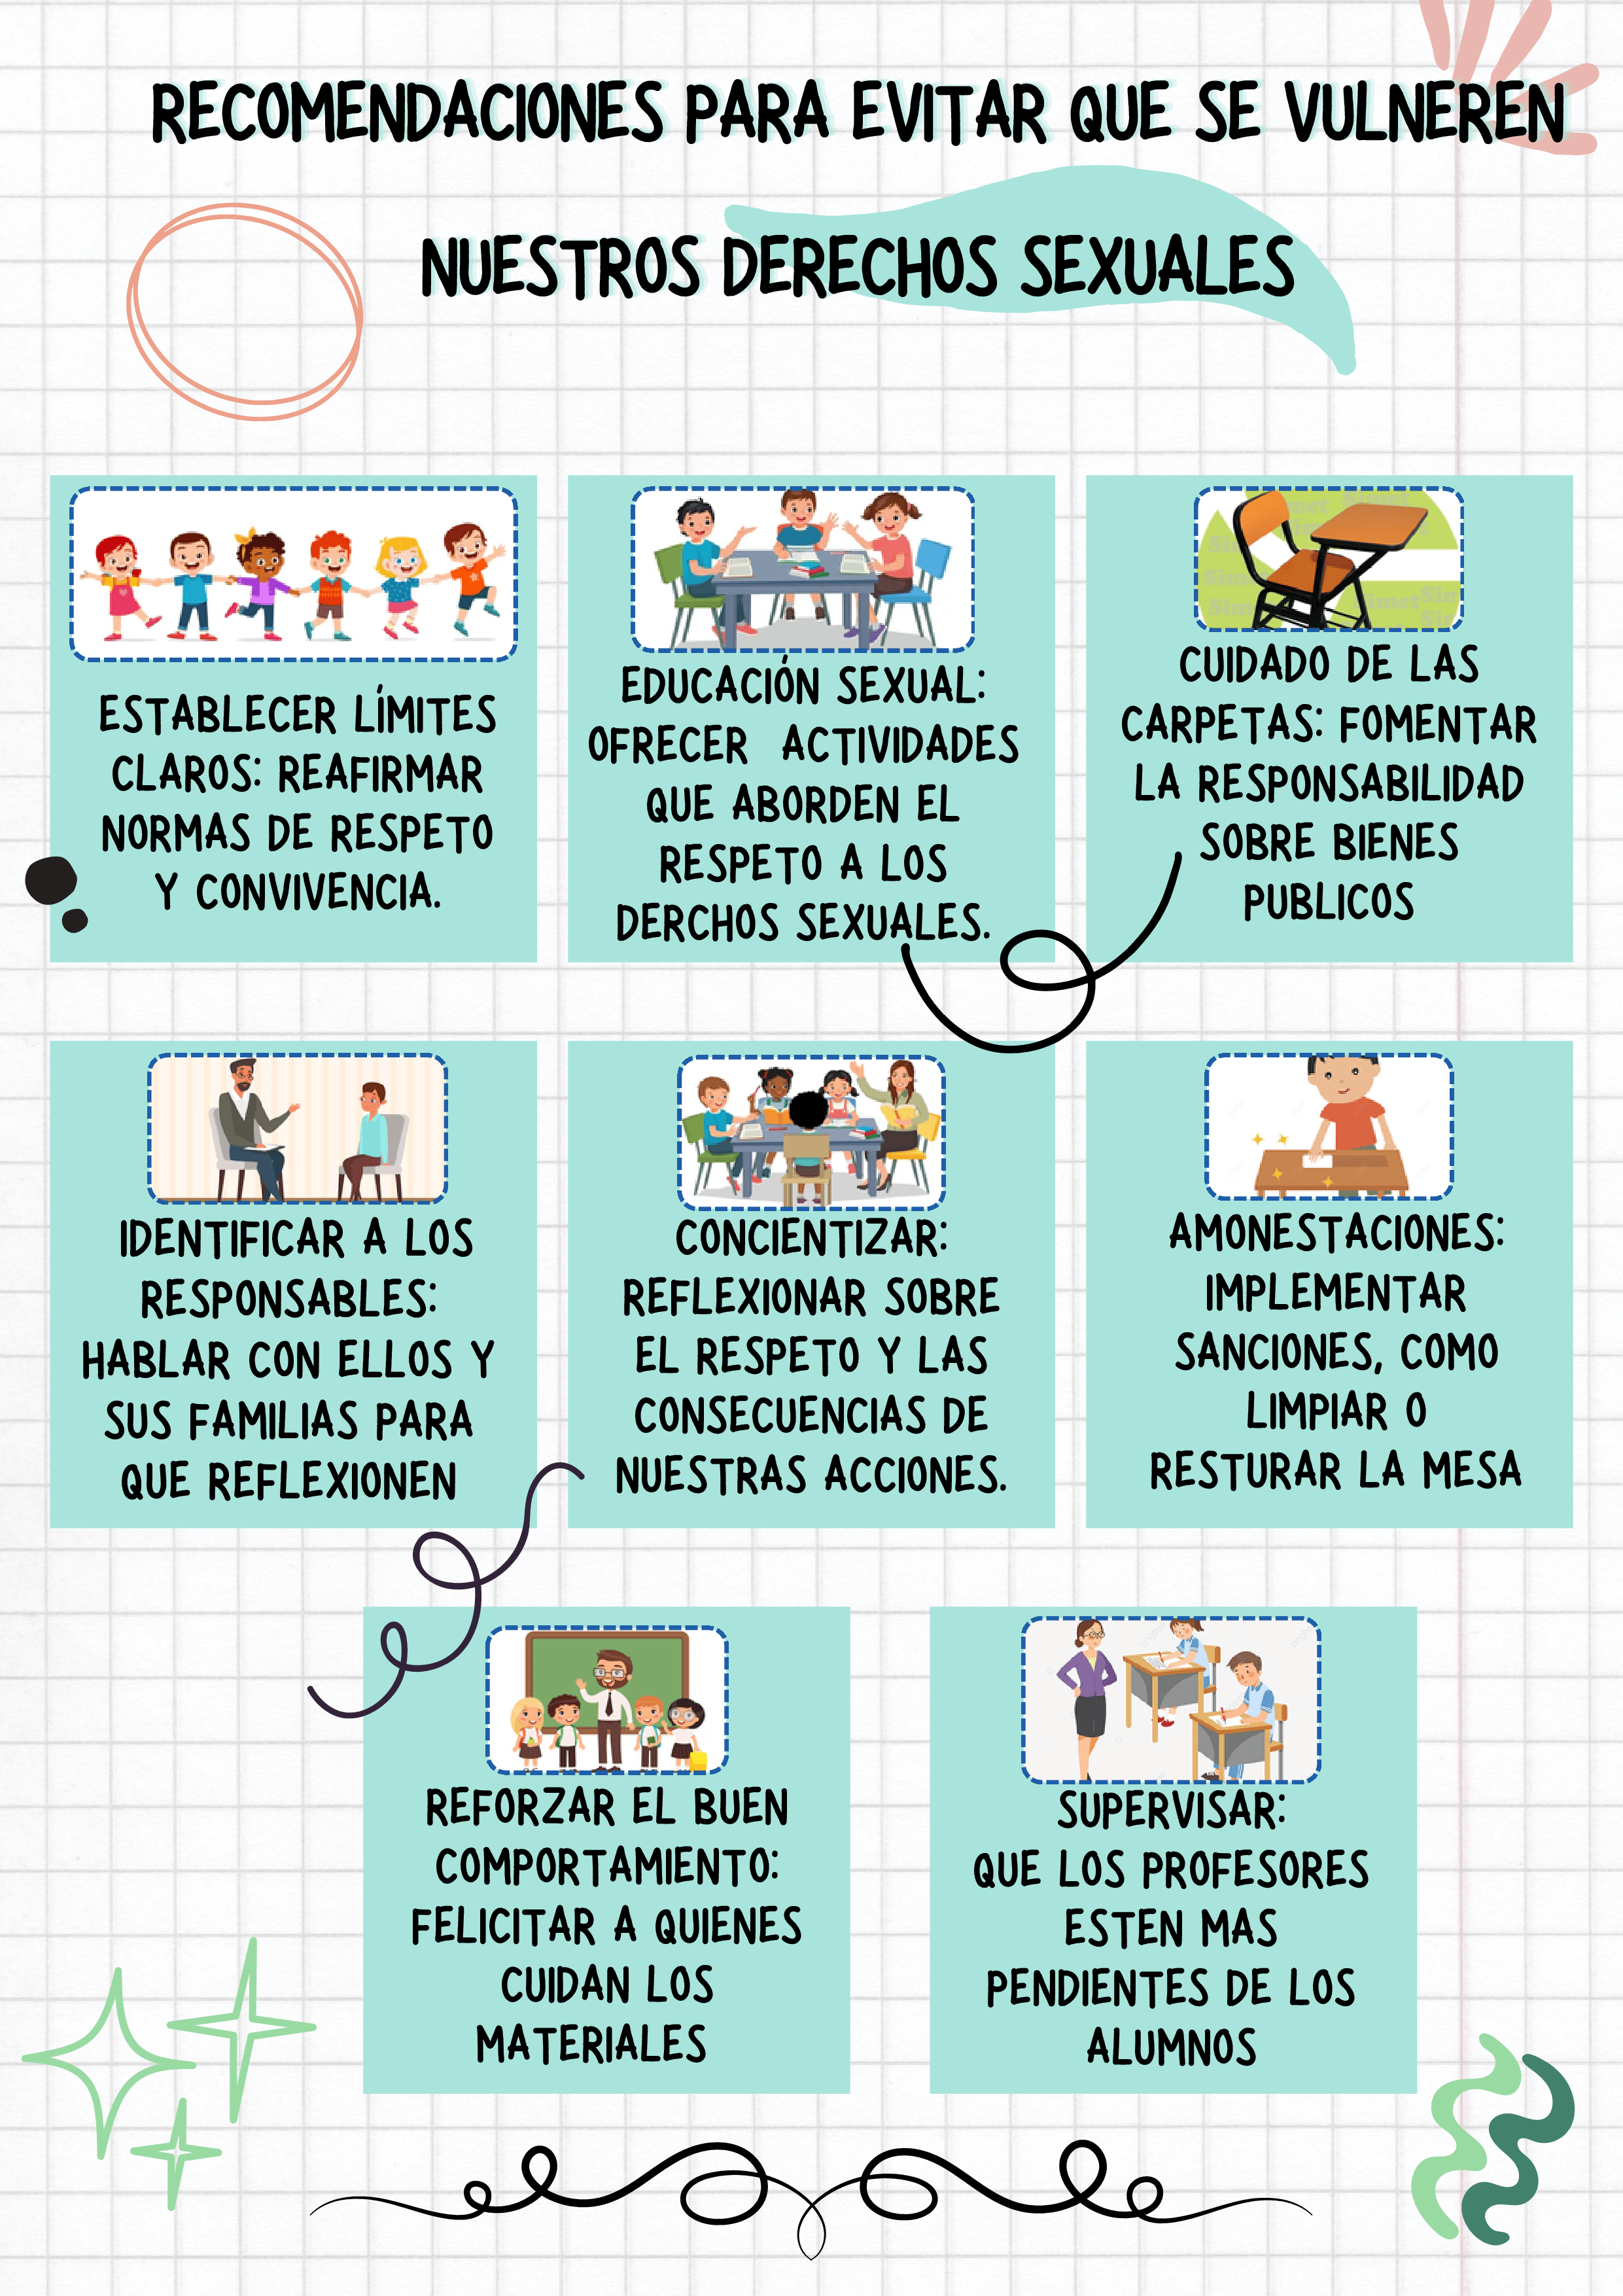 RECOMENDACIONES PARA EVITAR QUE SE VULNEREN
NUESTROS DERECHOS SEXUALES
ESTABLECER LÍMITES
CLAROS: REAFIRMAR
NORMAS DE RESPETO
Y CONVIVENCIA.
EDUCACIÓN SEXUAL:
OFRECER ACTIVIDADES
QUE ABORDEN EL
RESPETO A LOS
DERCHOS SEXUALES.
CUIDADO DE LAS
CARPETAS: FOMENTAR
LA RESPONSABILIDAD
SOBRE BIENES
PUBLICOS
IDENTIFICAR A LOS
RESPONSABLES:
HABLAR CON ELLOS Y
SUS FAMILIAS PARA
QUE REFLEXIONEN
CONCIENTIZAR:
REFLEXIONAR SOBRE
EL RESPETO Y LAS
CONSECUENCIAS DE
NUESTRAS ACCIONES.
AMONESTACIONES:
IMPLEMENTAR
SANCIONES, COMO
LIMPIAR O
RESTURAR LA MESA
REFORZAR EL BUEN
COMPORTAMIENTO:
FELICITAR A QUIENES
CUIDAN LOS
MATERIALES
SUPERVISAR:
QUE LOS PROFESORES
ESTEN MAS
PENDIENTES DE LOS
ALUMNOS